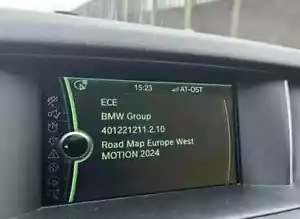 15:23 AT-OST
ECE
BMW Group
401221211.2.10
Road Map Europe West
MOTION 2024